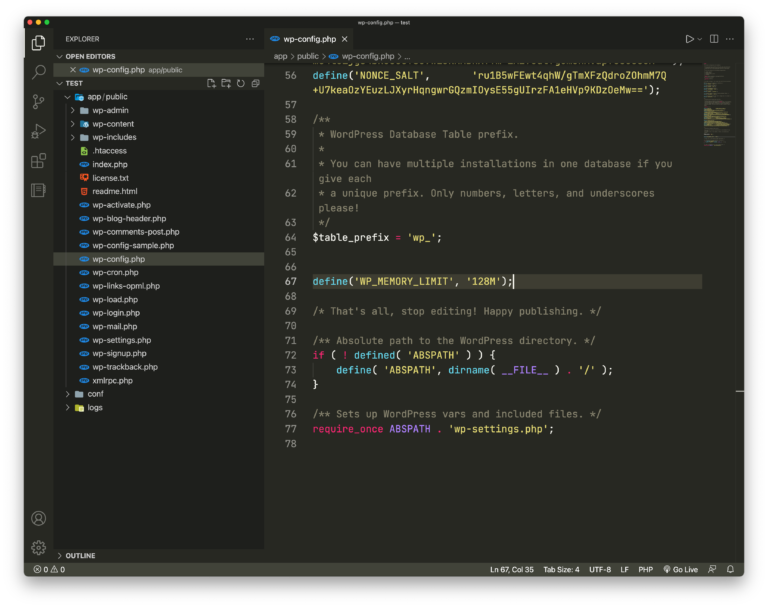 wp-config.php — test
EXPLORER
wp-config.php
OPEN EDITORS
wp-config.php app/public
TEST
app/public
wp-admin
wp-content
wp-includes
.htaccess
index.php
license.txt
readme.html
wp-activate.php
wp-blog-header.php
wp-comments-post.php
wp-config-sample.php
wp-config.php
wp-cron.php
wp-links-opml.php
wp-load.php
wp-login.php
wp-mail.php
wp-settings.php
wp-signup.php
wp-trackback.php
xmlrpc.php
conf
logs
OUTLINE
app > public > wp-config.php > ...
56 define('NONCE_SALT',
57
58 /**
59 * WordPress Database Table prefix.
60 *
61 * You can have multiple installations in one database if you
give each
62 * a unique prefix. Only numbers, letters, and underscores
please!
63 */
64 $table_prefix = 'wp_';
65
66
67 define('WP_MEMORY_LIMIT', '128M');
68
69 /* That's all, stop editing! Happy publishing. */
70
71 /** Absolute path to the WordPress directory. */
72 if ( ! defined( 'ABSPATH' ) ) {
73 define( 'ABSPATH', dirname( __FILE__ ) . '/' );
74 }
75
76 /** Sets up WordPress vars and included files. */
77 require_once ABSPATH . 'wp-settings.php';
78
0 0
Ln 67, Col 35 Tab Size: 4 UTF-8 LF PHP Go Live